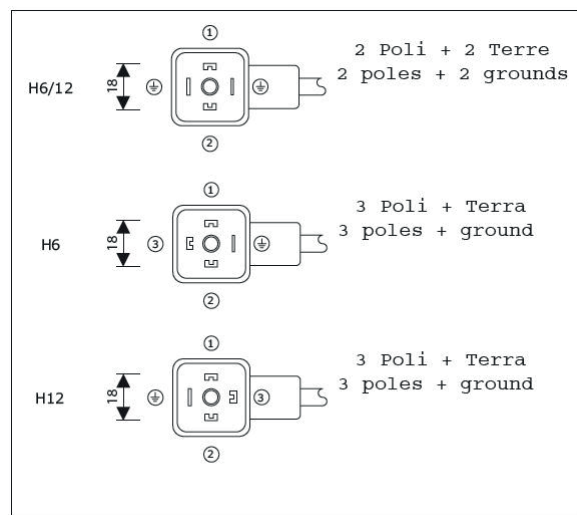 ①
2 Poli + 2 Terre
2 poles + 2 grounds
H6/12
18
②
①
3 Poli + Terra
3 poles + ground
H6
18
③
②
①
3 Poli + Terra
3 poles + ground
H12
18
③
②